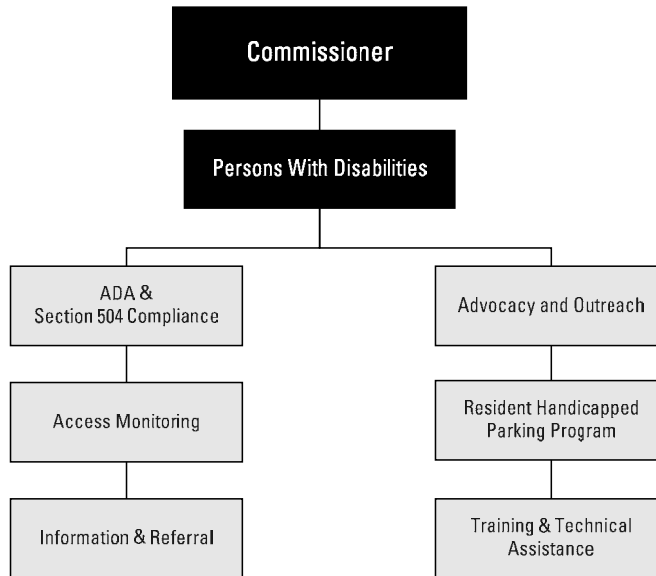 Commissioner
Persons With Disabilities
ADA &
Section 504 Compliance
Advocacy and Outreach
Access Monitoring
Resident Handicapped
Parking Program
Information & Referral
Training & Technical
Assistance